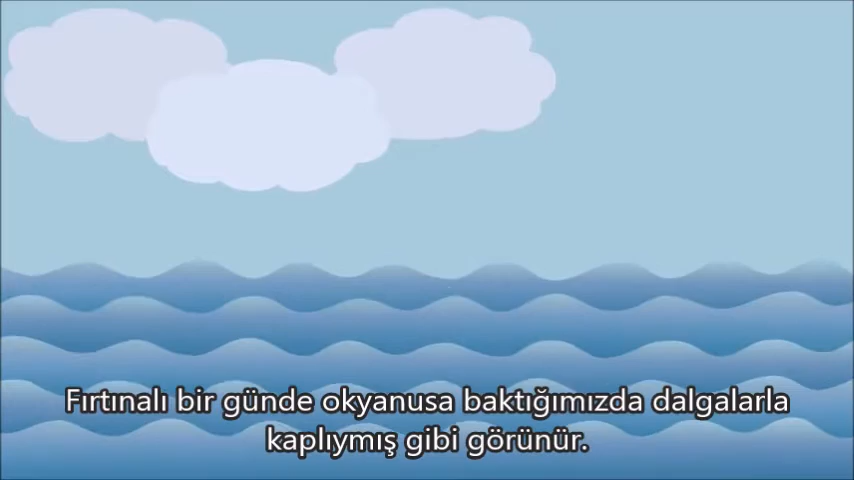 Fırtınalı bir günde okyanusa baktığımızda dalgalarla
kaplıymış gibi görünür.